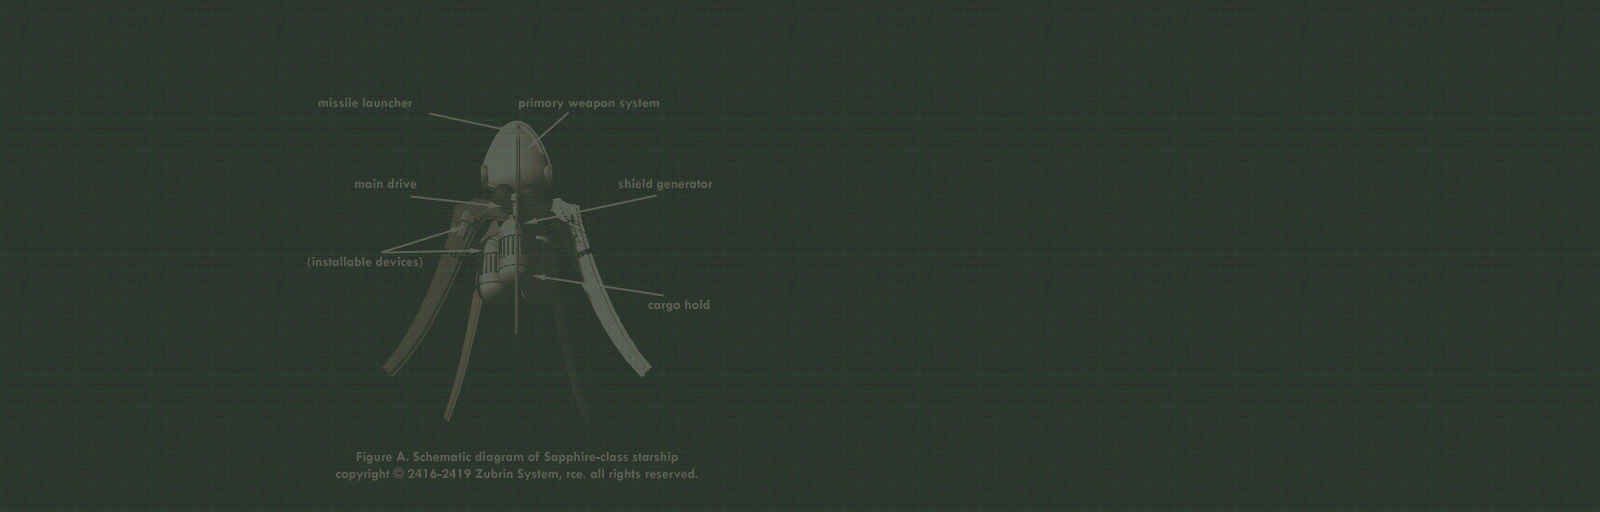 missile launcher
primary weapon system
main drive
shield generator
(installable devices)
cargo hold
Figure A. Schematic diagram of Sapphire-class starship
copyright © 2416-2419 Zubrin System, rce. all rights reserved.